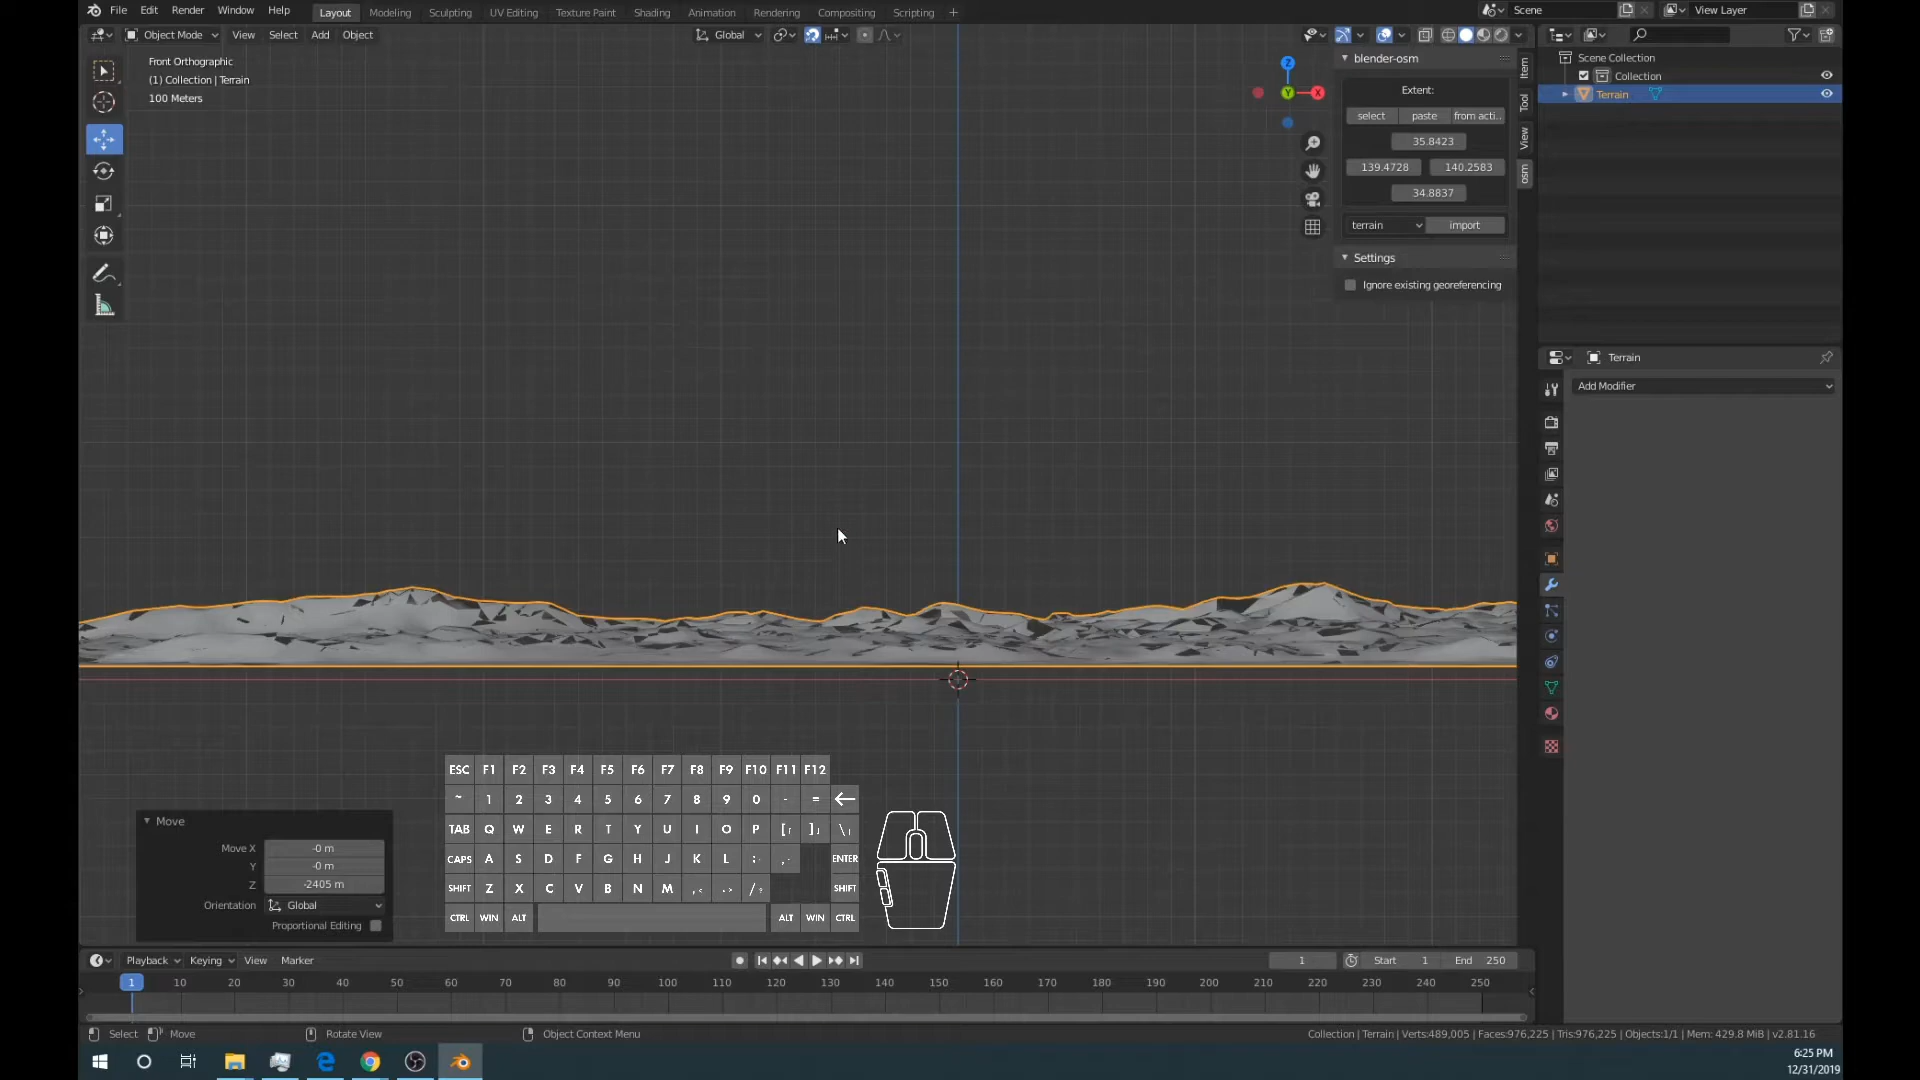 File Edit Render Window Help Layout Modeling Sculpting UV Editing Texture Paint Shading Animation Rendering Compositing Scripting + Scene View Layer
Object Mode View Select Add Object Global
Front Orthographic
(1) Collection | Terrain
100 Meters
Z
Y
X
blender-osm
Extent:
select paste from acti..
35.8423
139.4728 140.2583
34.8837
terrain import
Settings
Ignore existing georeferencing
Item
Tool
View
osm
Scene Collection
Collection
Terrain
Terrain
Add Modifier
Move
Move X -0 m
Y -0 m
Z -2405 m
Orientation Global
Proportional Editing
ESC F1 F2 F3 F4 F5 F6 F7 F8 F9 F10 F11 F12
~ 1 2 3 4 5 6 7 8 9 0 - =
TAB Q W E R T Y U I O P
CAPS A S D F G H J K L ENTER
SHIFT Z X C V B N M SHIFT
CTRL WIN ALT ALT WIN CTRL
Playback Keying View Marker 1 Start 1 End 250
1 10 20 30 40 50 60 70 80 90 100 110 120 130 140 150 160 170 180 190 200 210 220 230 240 250
Select Move Rotate View Object Context Menu Collection | Terrain | Verts:489,005 | Faces:976,225 | Tris:976,225 | Objects:1/1 | Mem: 429.8 MiB | v2.81.16
6:25 PM
12/31/2019